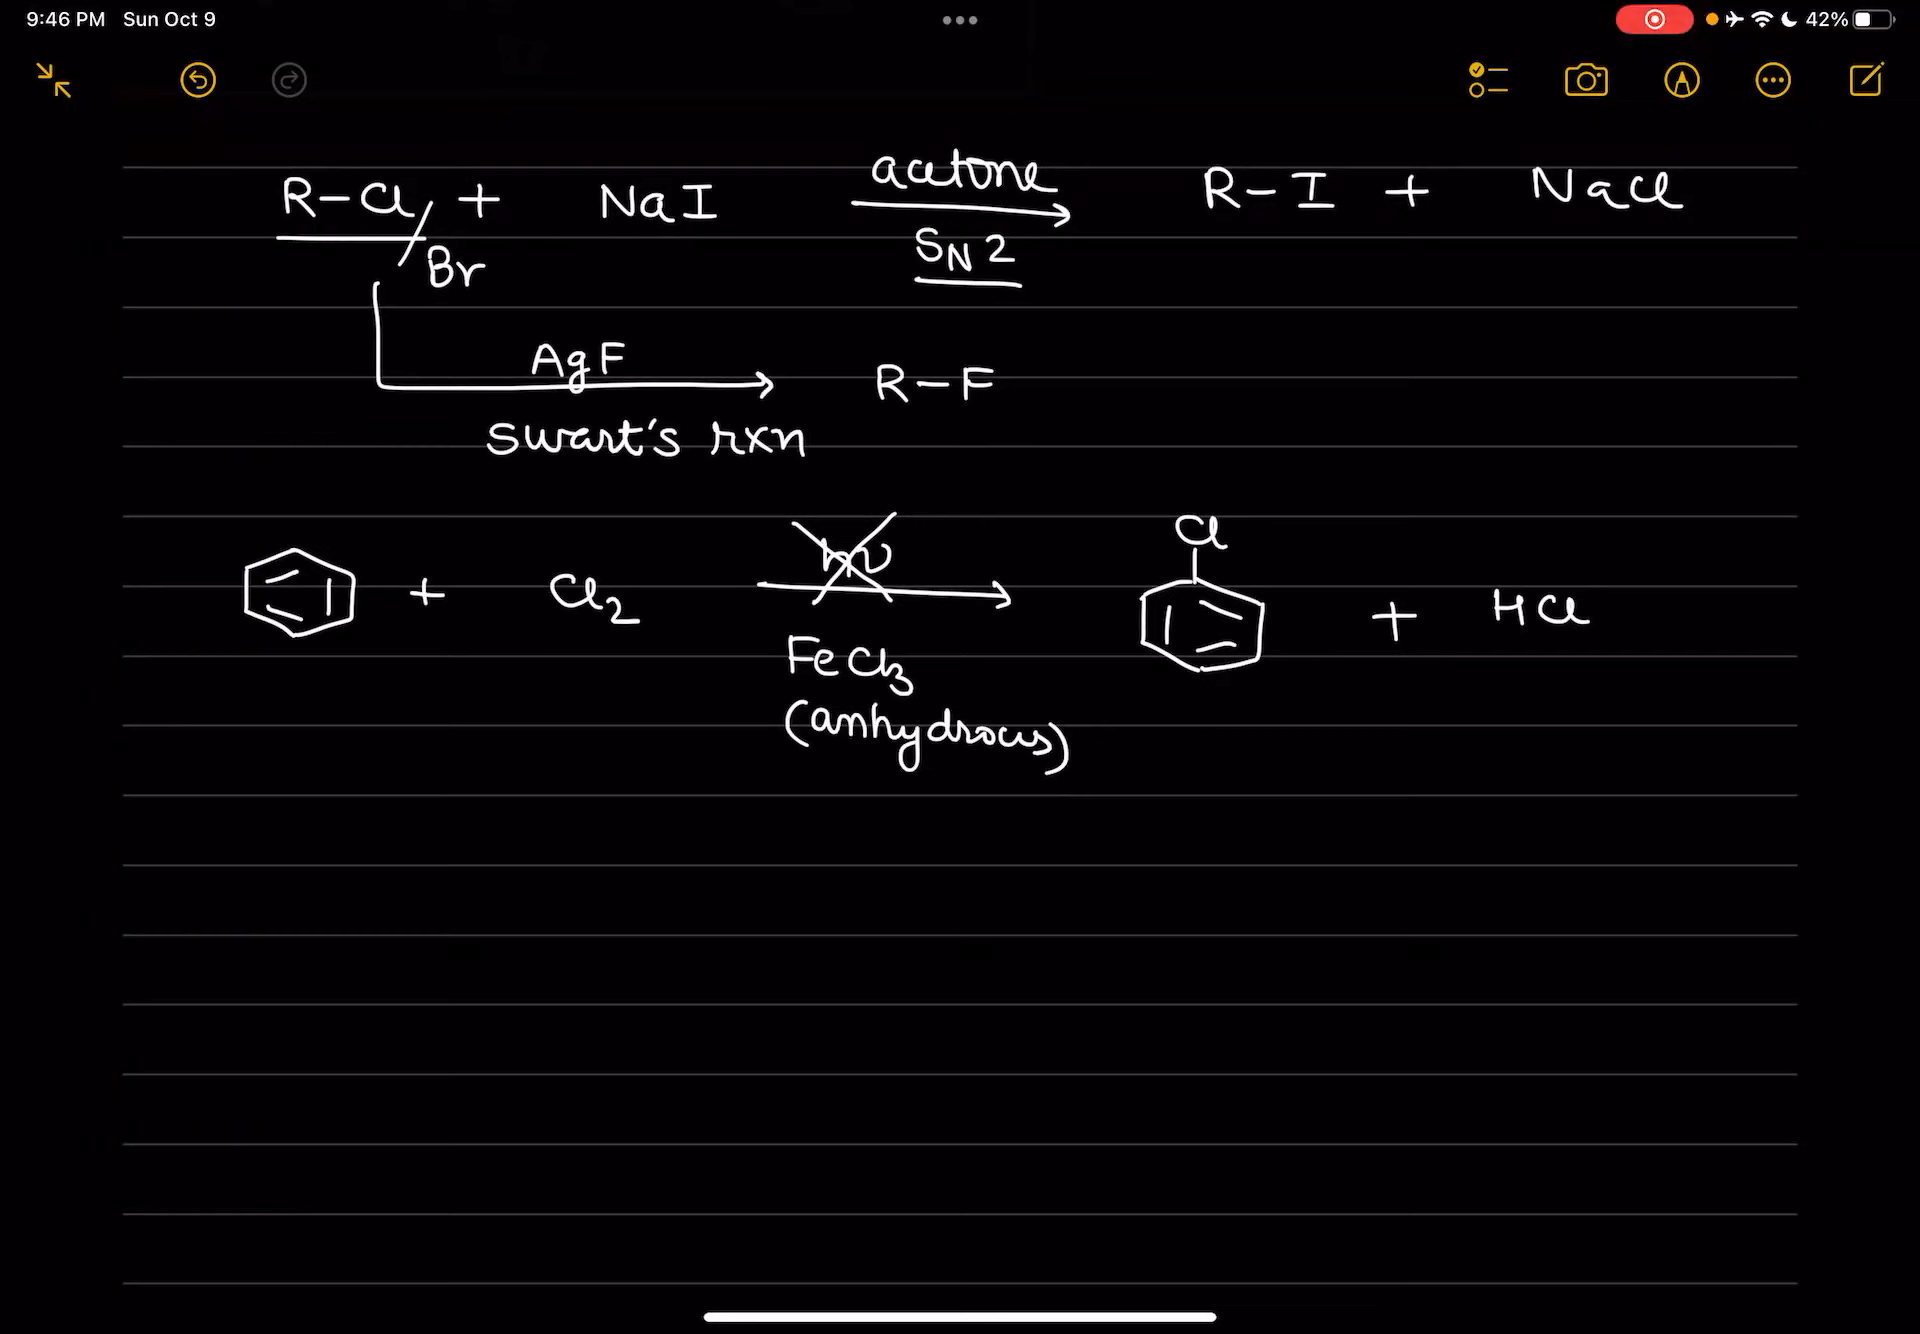 9:46 PM Sun Oct 9
42%
R-Cl/Br + NaI acetone SN2 R-I + NaCl
AgF R-F
Swart's rxn
Cl
+ Cl2 hν + HCl
FeCl3
(anhydrous)